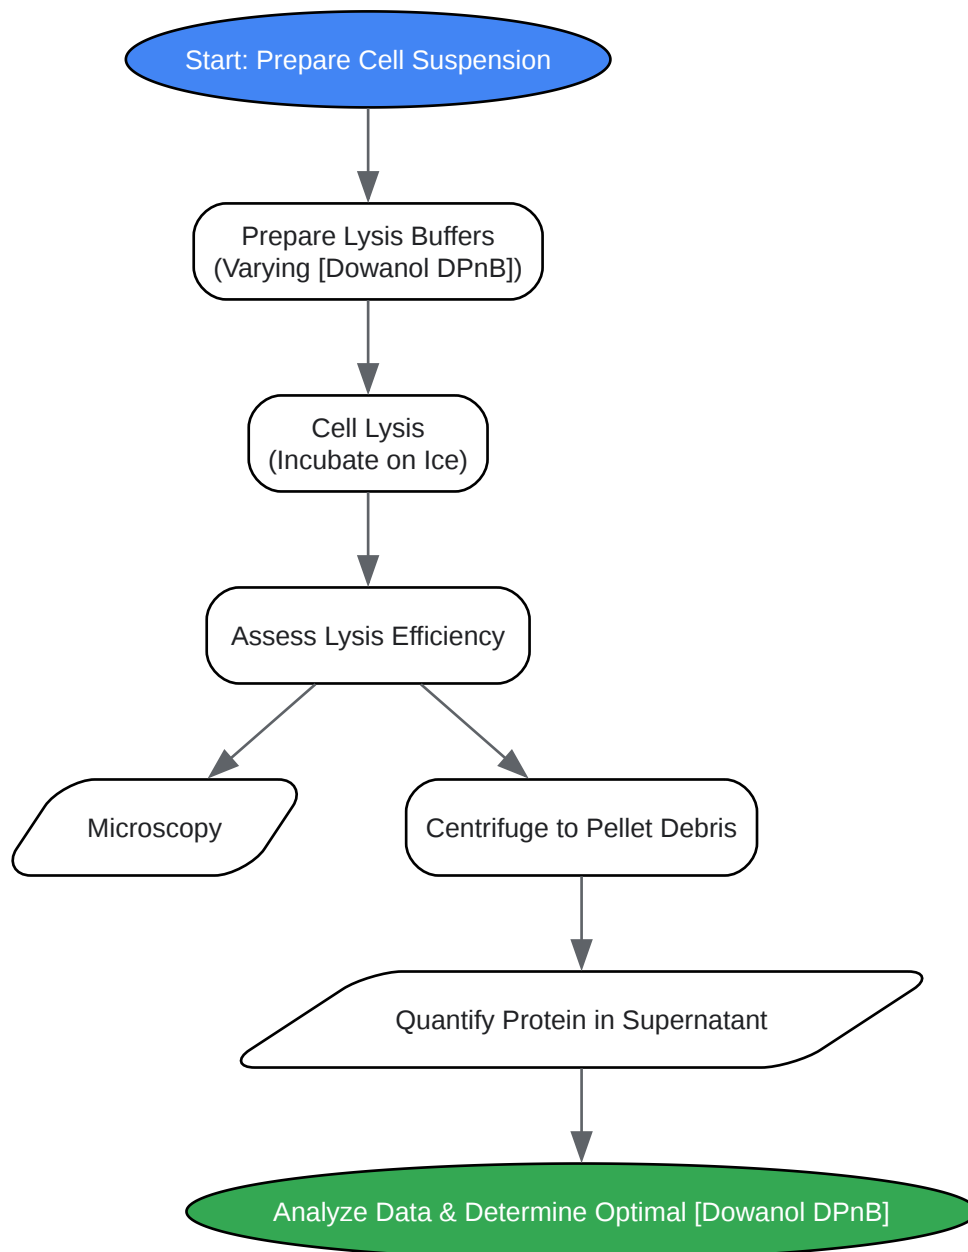 Start: Prepare Cell Suspension
Prepare Lysis Buffers
(Varying [Dowanol DPnB])
Cell Lysis
(Incubate on Ice)
Assess Lysis Efficiency
Microscopy
Centrifuge to Pellet Debris
Quantify Protein in Supernatant
Analyze Data & Determine Optimal [Dowanol DPnB]